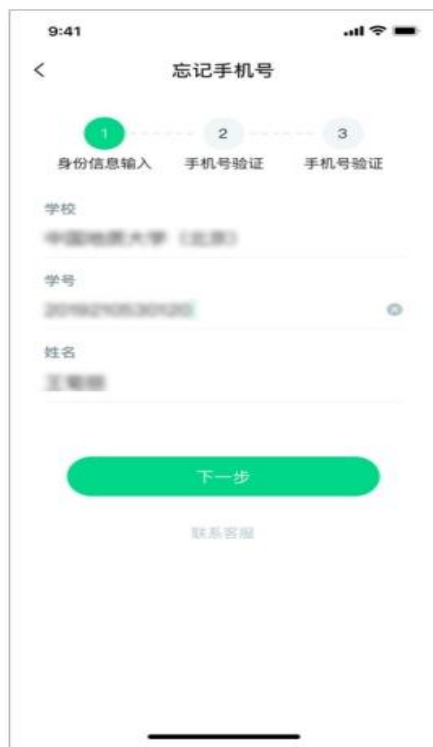 9:41
忘记手机号
1 2 3
身份信息输入 手机号验证 手机号验证
学校
学号
姓名
下一步
联系客服